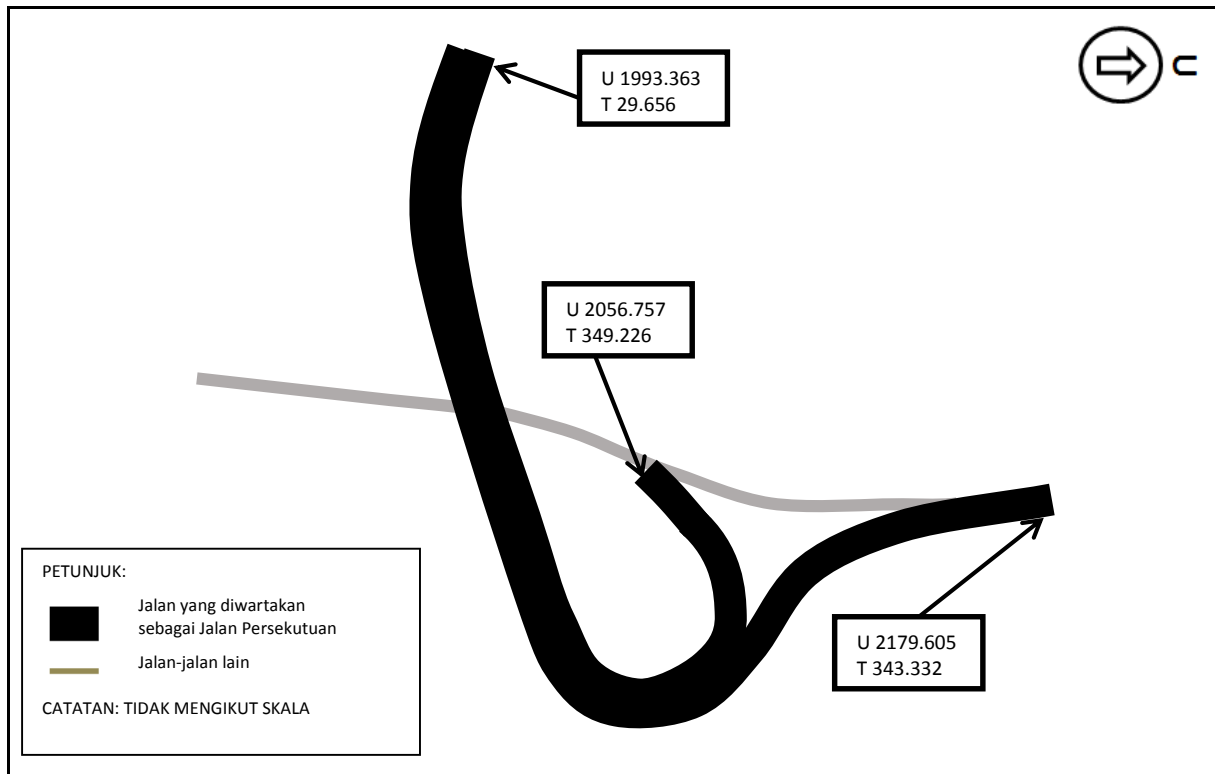 U 1993.363
T 29.656
U
U 2056.757
T 349.226
PETUNJUK:
Jalan yang diwartakan
sebagai Jalan Persekutuan
Jalan-jalan lain
CATATAN: TIDAK MENGIKUT SKALA
U 2179.605
T 343.332